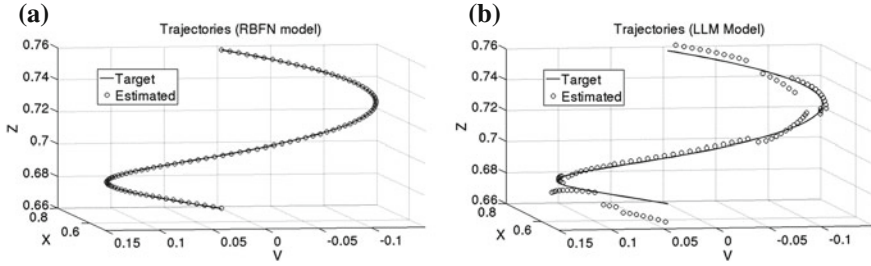 (a)
Trajectories (RBFN model)
0.76
0.74
0.72
0.7
0.68
0.66
Z
Target
Estimated
0.8
0.6
X
0.15
0.1
0.05
0
-0.05
-0.1
V
(b)
Trajectories (LLM Model)
0.76
0.74
0.72
0.7
0.68
0.66
Z
Target
Estimated
0.8
0.6
X
0.15
0.1
0.05
0
-0.05
-0.1
V